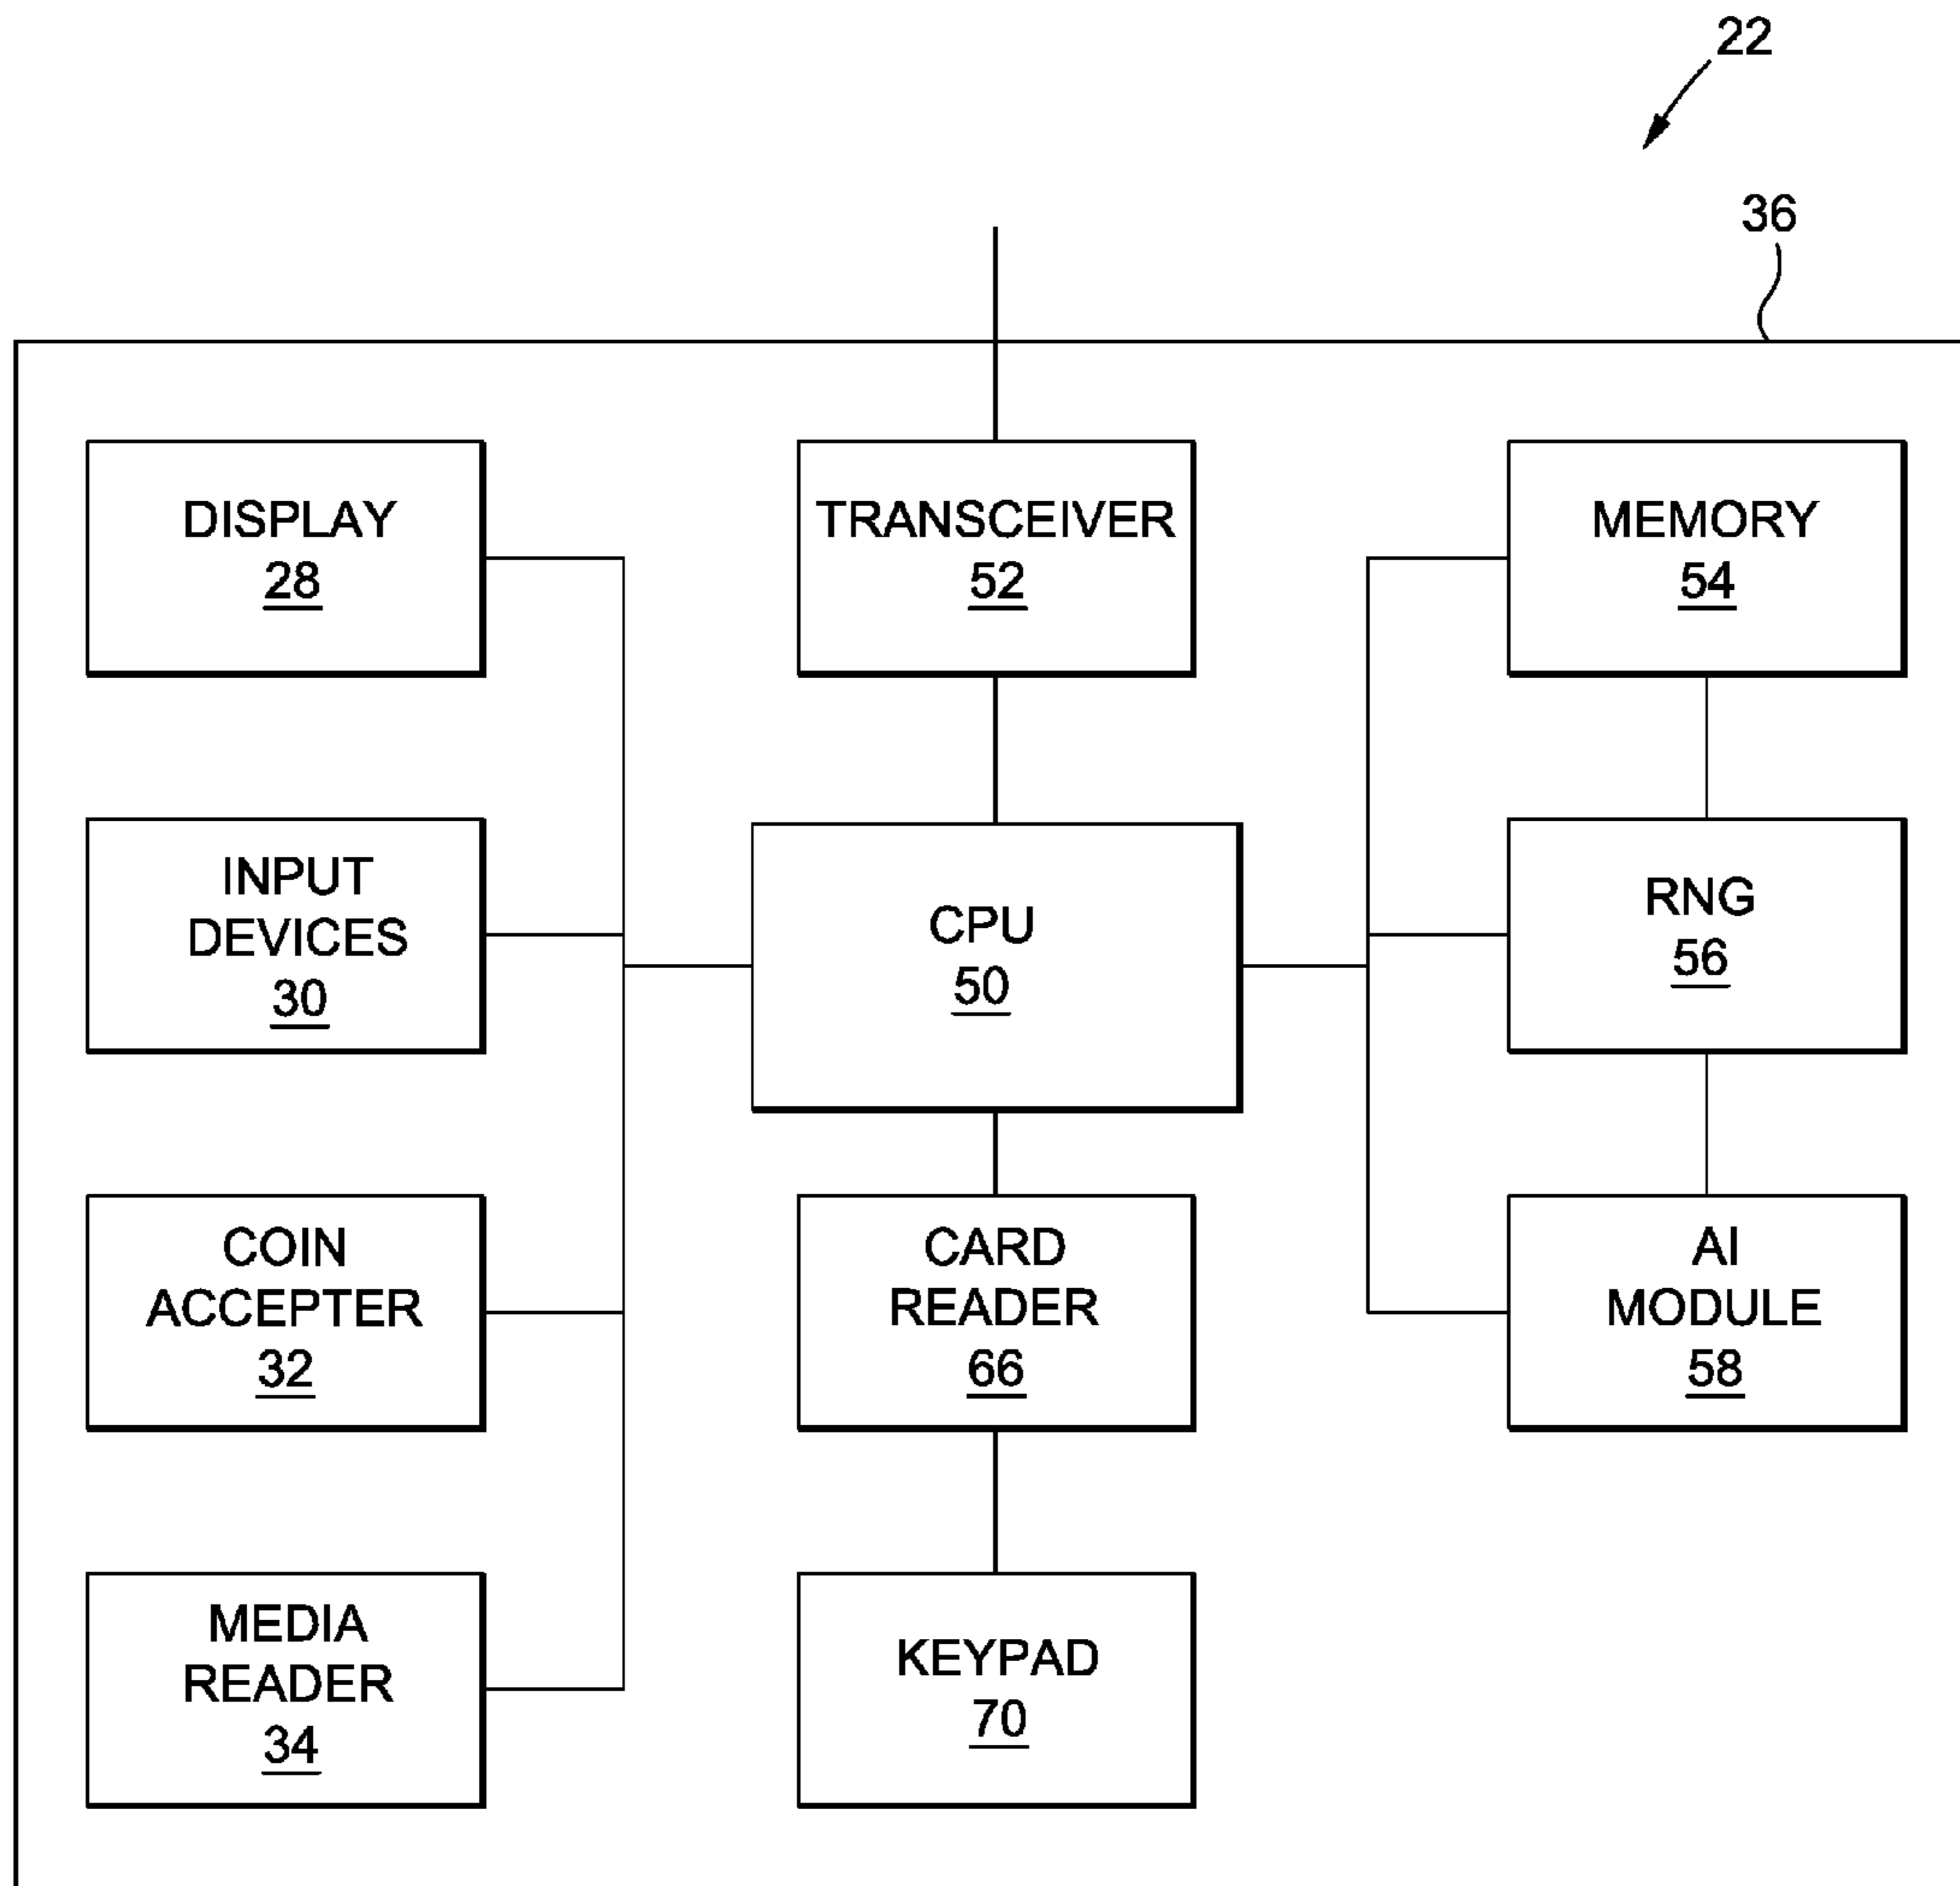 22
36
DISPLAY
28
TRANSCEIVER
52
MEMORY
54
INPUT
DEVICES
30
CPU
50
RNG
56
COIN
ACCEPTER
32
CARD
READER
66
AI
MODULE
58
MEDIA
READER
34
KEYPAD
70